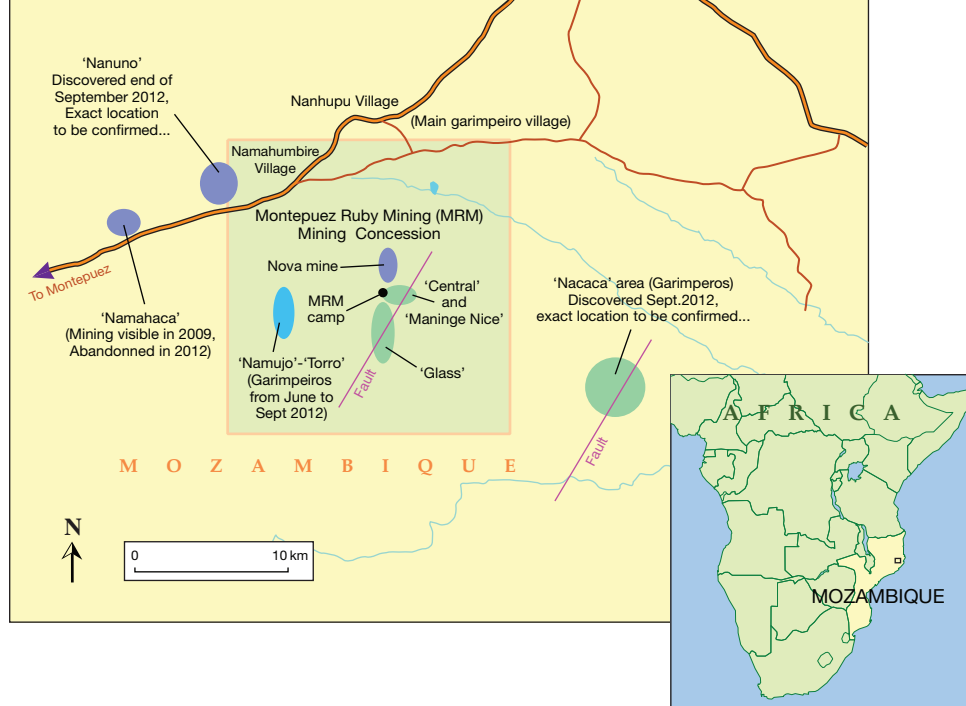 ‘Nanuno’
Discovered end of
September 2012,
Exact location
to be confirmed...
Nanhupu Village
(Main garimpeiro village)
Namahumbire
Village
Montepuez Ruby Mining (MRM)
Mining Concession
To Montepuez
Nova mine
‘Namahaca’
(Mining visible in 2009,
Abandonned in 2012)
MRM
camp
‘Central’
and
‘Maninge Nice’
‘Nacaca’ area (Garimperos)
Discovered Sept.2012,
exact location to be confirmed...
‘Namujo’-‘Torro’
(Garimpeiros
from June to
Sept 2012)
Fault
‘Glass’
Fault
MOZAMBIQUE
N
0 10 km
AFRICA
MOZAMBIQUE